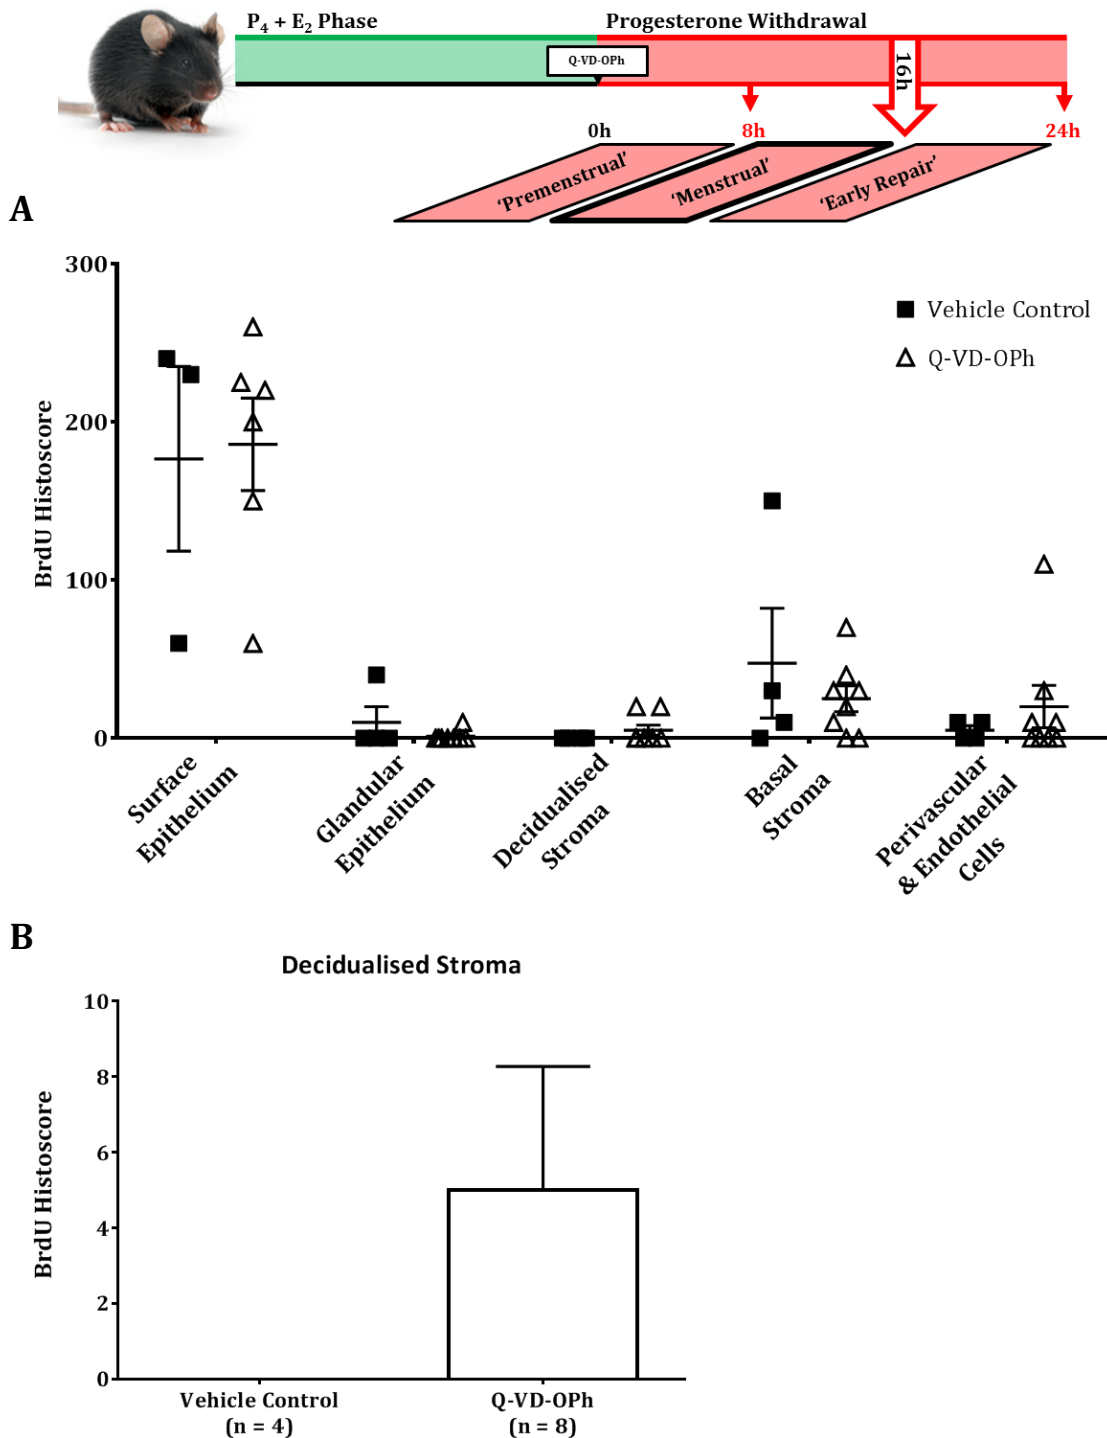 P4 + E2 Phase
Progesterone Withdrawal
Q-VD-OPh
16h
0h
8h
24h
'Premenstrual'
'Menstrual'
'Early Repair'
A
300
200
100
0
BrdU Histoscore
Vehicle Control
Q-VD-OPh
Surface
Epithelium
Glandular
Epithelium
Decidualised
Stroma
Basal
Stroma
Perivascular
& Endothelial
Cells
B
Decidualised Stroma
10
8
6
4
2
0
BrdU Histoscore
Vehicle Control
(n = 4)
Q-VD-OPh
(n = 8)